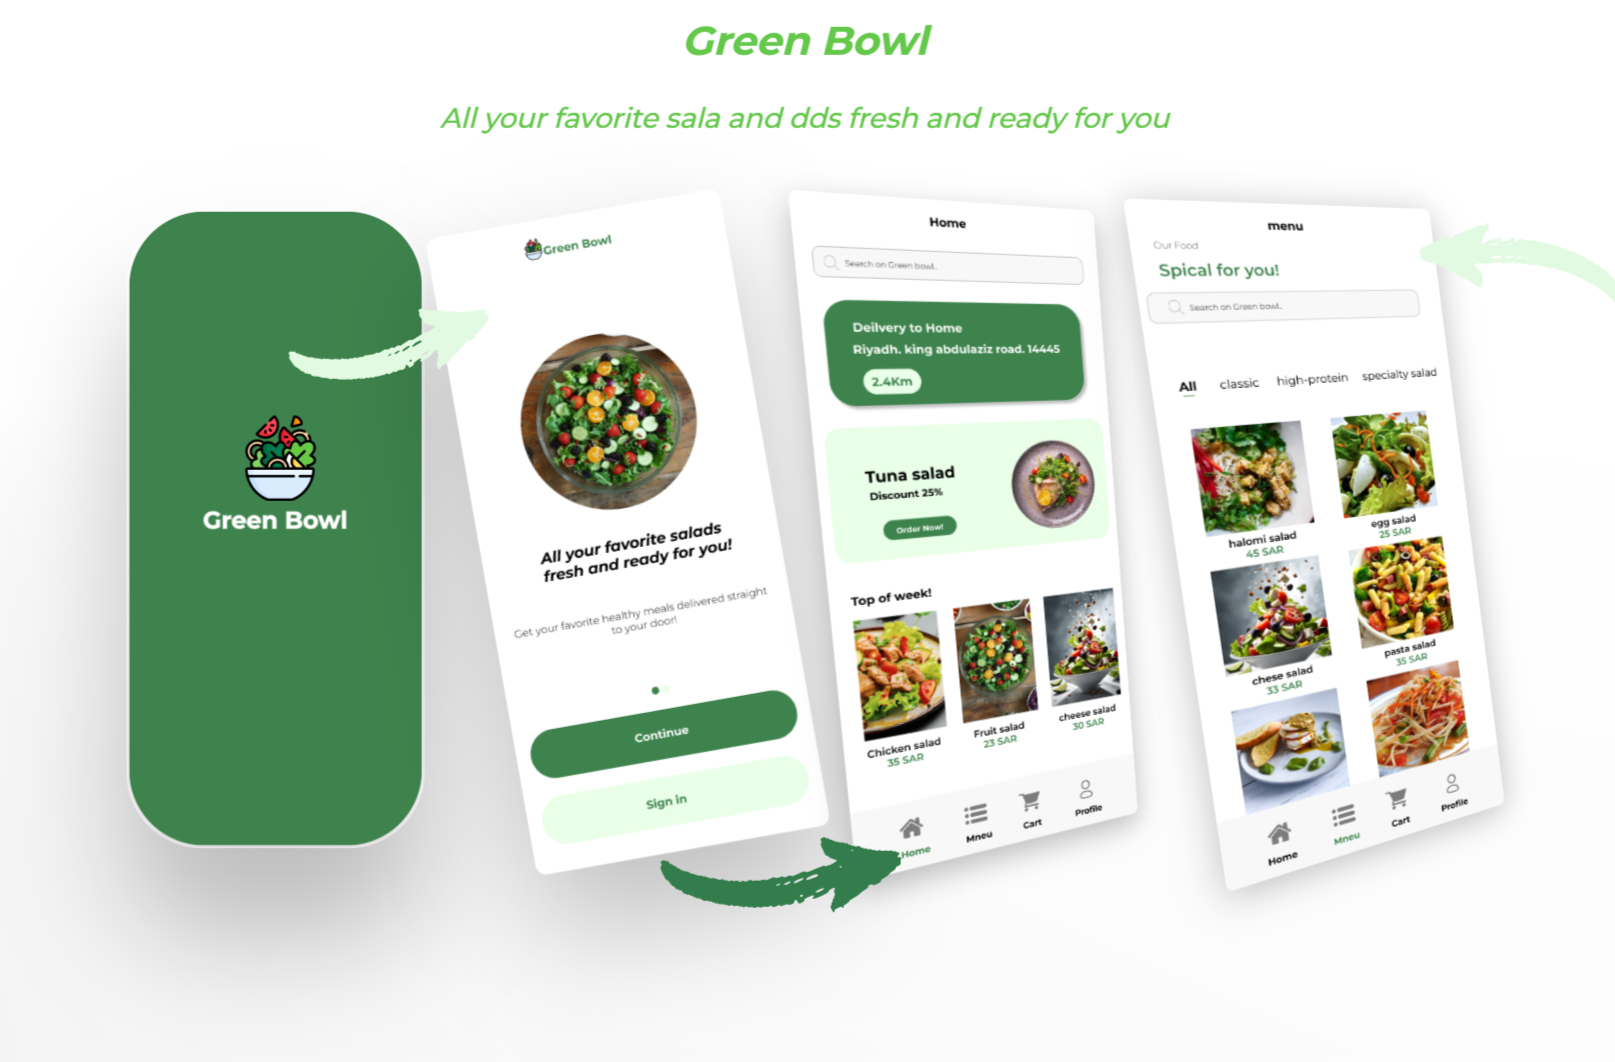 Green Bowl
All your favorite sala and dds fresh and ready for you
Green Bowl
Green Bowl
All your favorite salads
fresh and ready for you!
Get your favorite healthy meals delivered straight
to your door!
Continue
Sign in
Home
Search on Green bowl..
Deilvery to Home
Riyadh. king abdulaziz road. 14445
2.4Km
Tuna salad
Discount 25%
Order Now!
Top of week!
Chicken salad
35 SAR
Fruit salad
23 SAR
cheese salad
30 SAR
Home
Mneu
Cart
Profile
menu
Our Food
Spical for you!
Search on Green bowl..
All classic high-protein specialty salad
halomi salad
45 SAR
egg salad
25 SAR
chese salad
33 SAR
pasta salad
35 SAR
Home
Mneu
Cart
Profile